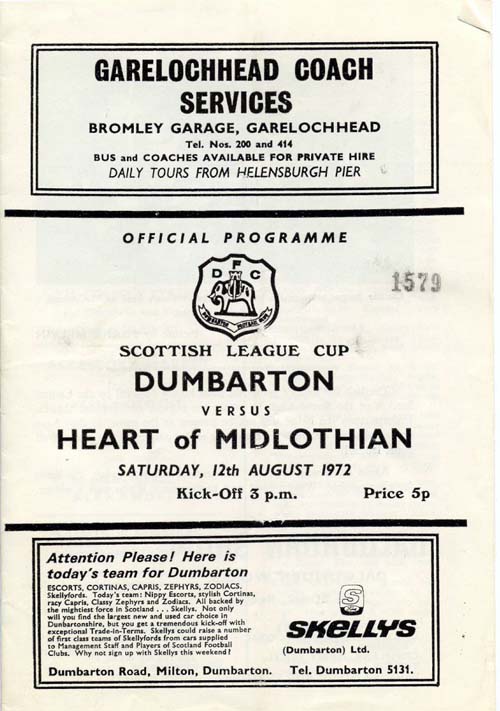 GARELOCHHEAD COACH
SERVICES
BROMLEY GARAGE, GARELOCHHEAD
Tel. Nos. 200 and 414
BUS and COACHES AVAILABLE FOR PRIVATE HIRE
DAILY TOURS FROM HELENSBURGH PIER
OFFICIAL PROGRAMME
D F C
1579
SCOTTISH LEAGUE CUP
DUMBARTON
VERSUS
HEART of MIDLOTHIAN
SATURDAY, 12th AUGUST 1972
Kick-Off 3 p.m. Price 5p
Attention Please! Here is
today's team for Dumbarton
ESCORTS, CORTINAS, CAPRIS, ZEPHYRS, ZODIACS.
Skellyfords. Today's team: Nippy Escorts, stylish Cortinas,
racy Capris, Classy Zephyrs and Zodiacs. All backed by
the mightiest force in Scotland . . . Skellys. Not only
will you find the largest new and used car choice in
Dunbartonshire, but you get a tremendous kick-off with
exceptional Trade-in-Terms. Skellys could raise a number
of first class teams of Skellyfords from cars supplied
to Management Staff and Players of Scotland Football
Clubs. Why not sign up with Skellys this weekend?
S
SKELLYS
(Dumbarton) Ltd.
Dumbarton Road, Milton, Dumbarton. Tel. Dumbarton 5131.